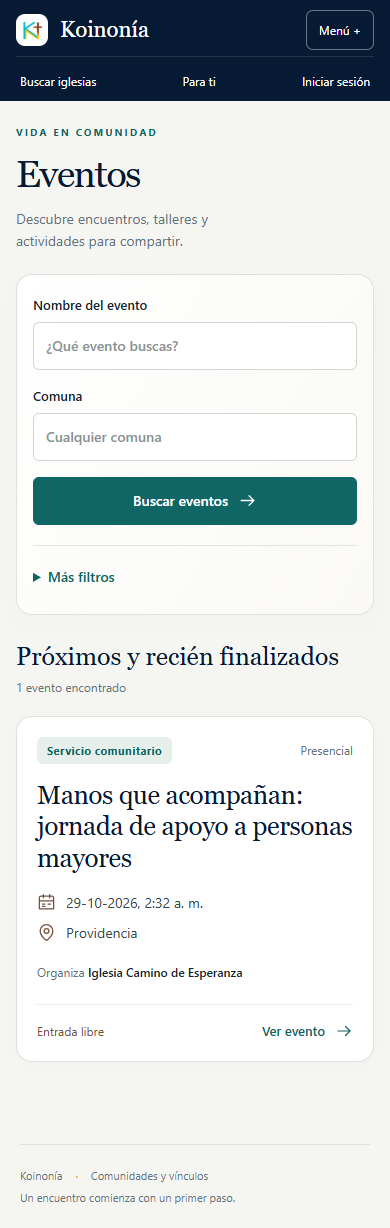 Koinonía
Menú +
Buscar iglesias
Para ti
Iniciar sesión
VIDA EN COMUNIDAD
Eventos
Descubre encuentros, talleres y
actividades para compartir.
Nombre del evento
¿Qué evento buscas?
Comuna
Cualquier comuna
Buscar eventos →
▶ Más filtros
Próximos y recién finalizados
1 evento encontrado
Servicio comunitario
Presencial
Manos que acompañan:
jornada de apoyo a personas
mayores
29-10-2026, 2:32 a. m.
Providencia
Organiza Iglesia Camino de Esperanza
Entrada libre
Ver evento →
Koinonía · Comunidades y vínculos
Un encuentro comienza con un primer paso.